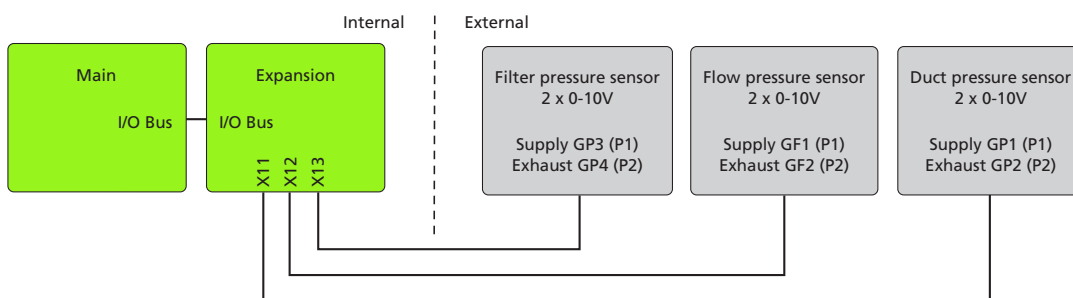 Internal
External
Main
I/O Bus
Expansion
I/O Bus
X11
X12
X13
Filter pressure sensor
2 x 0-10V
Supply GP3 (P1)
Exhaust GP4 (P2)
Flow pressure sensor
2 x 0-10V
Supply GF1 (P1)
Exhaust GF2 (P2)
Duct pressure sensor
2 x 0-10V
Supply GP1 (P1)
Exhaust GP2 (P2)